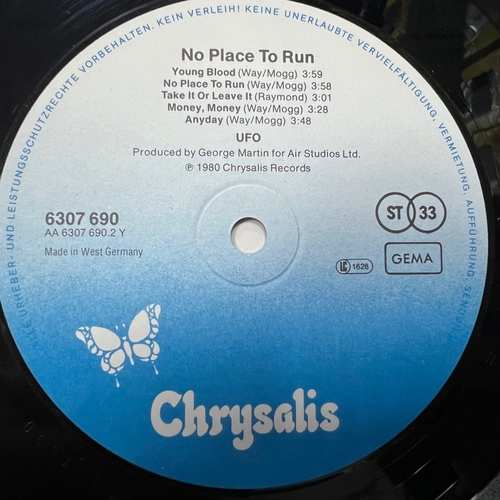 URHEBER- UND LEISTUNGSSCHUTZRECHTE VORBEHALTEN. KEIN VERLEIH! KEINE UNERLAUBTE VERVIELFÄLTIGUNG, VERMIETUNG, AUFFÜHRUNG,
No Place To Run
Young Blood (Way/Mogg) 3:59
No Place To Run (Way/Mogg) 3:58
Take It Or Leave It (Raymond) 3:01
Money, Money (Way/Mogg) 3:28
Anyday (Way/Mogg) 3:48
UFO
Produced by George Martin for Air Studios Ltd.
℗ 1980 Chrysalis Records
6307 690
AA 6307 690.2 Y
Made in West Germany
ST 33
LC 1626
GEMA
Chrysalis